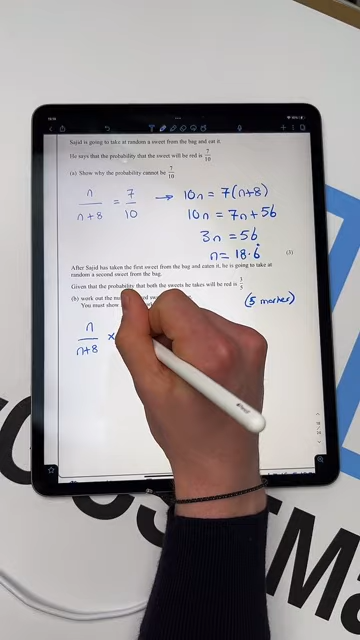 Sajid is going to take at random a sweet from the bag and eat it.
He says that the probability that the sweet will be red is 7/10
(a) Show why the probability cannot be 7/10
n/n+8 = 7/10 → 10n = 7(n+8)
10n = 7n + 56
3n = 56
n = 18.6̇
(3)
After Sajid has taken the first sweet from the bag and eaten it, he is going to take at
random a second sweet from the bag.
Given that the probability that both the sweets he takes will be red is 3/5
(b) work out the nu
You must show
(5 marks)
n/n+8 ×